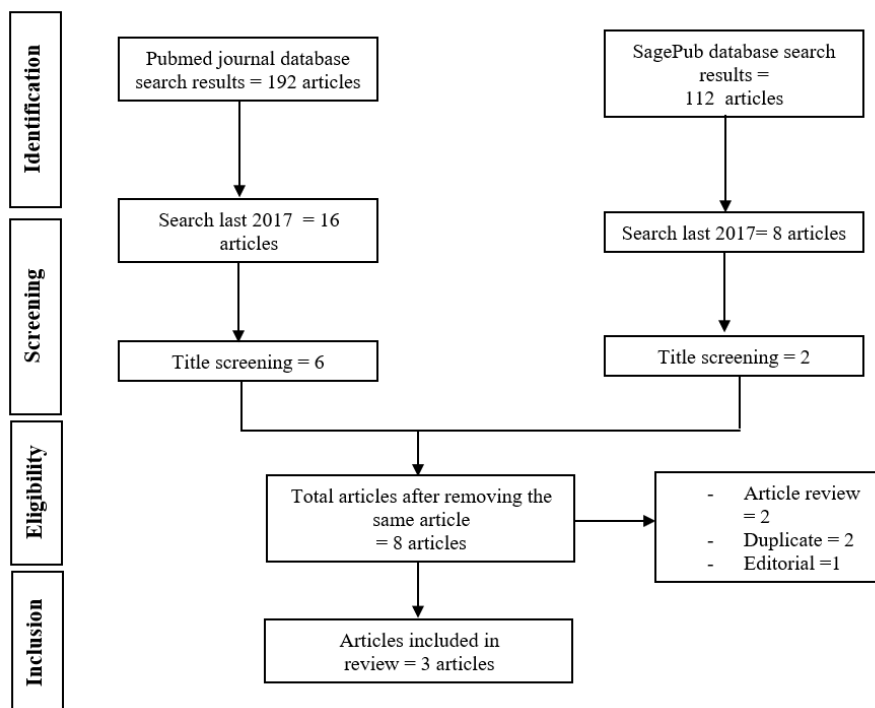 Identification
Pubmed journal database
search results = 192 articles
SagePub database search
results =
112 articles
Screening
Search last 2017 = 16
articles
Search last 2017= 8 articles
Title screening = 6
Title screening = 2
Eligibility
Total articles after removing the
same article
= 8 articles
- Article review
= 2
- Duplicate = 2
- Editorial =1
Inclusion
Articles included in
review = 3 articles